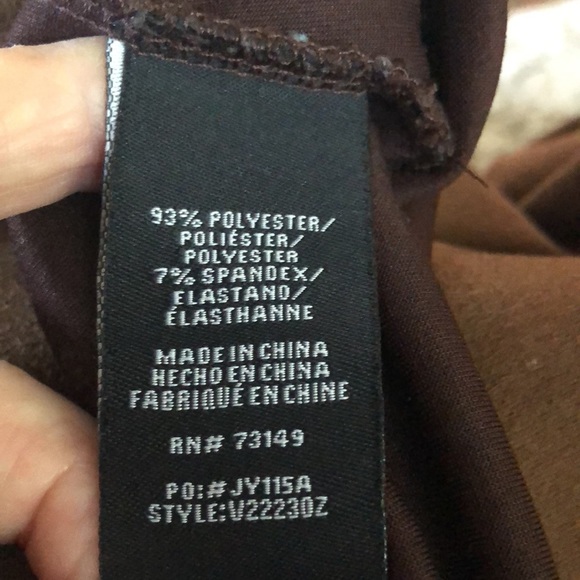 93% POLYESTER/
POLIÉSTER/
POLYESTER
7% SPANDEX/
ELASTANO/
ÉLASTHANNE
MADE IN CHINA
HECHO EN CHINA
FABRIQUÉ EN CHINE
RN# 73149
PO:#JY115A
STYLE:V22230Z